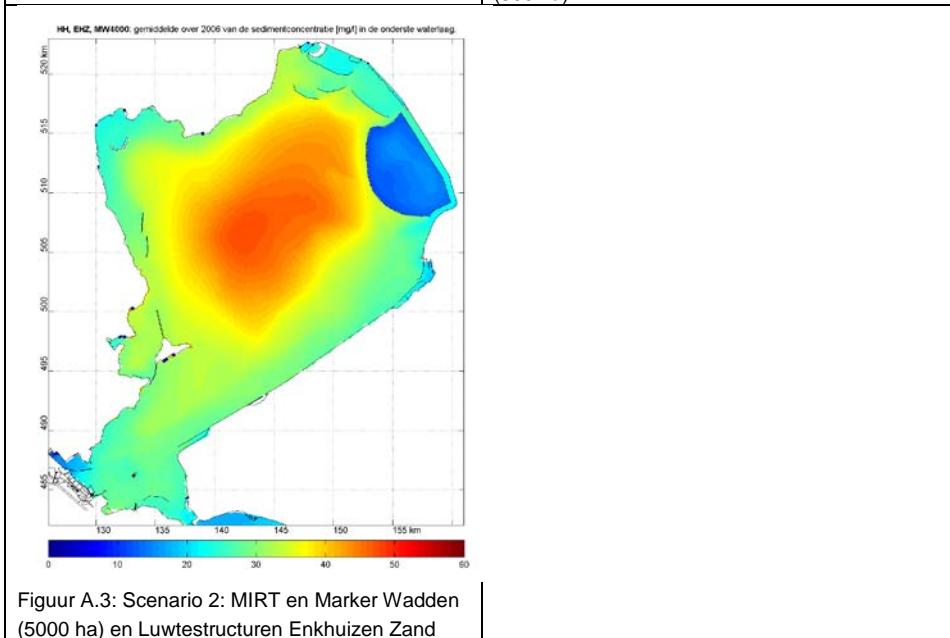 HH, EHZ, MW4000: gemiddelde over 2006 van de sedimentconcentratie [mg/l] in de onderste waterlaag.
520 km
515
510
505
500
495
490
485
130 135 140 145 150 155 km
0 10 20 30 40 50 60
Figuur A.3: Scenario 2: MIRT en Marker Wadden
(5000 ha) en Luwtestructuren Enkhuizen Zand